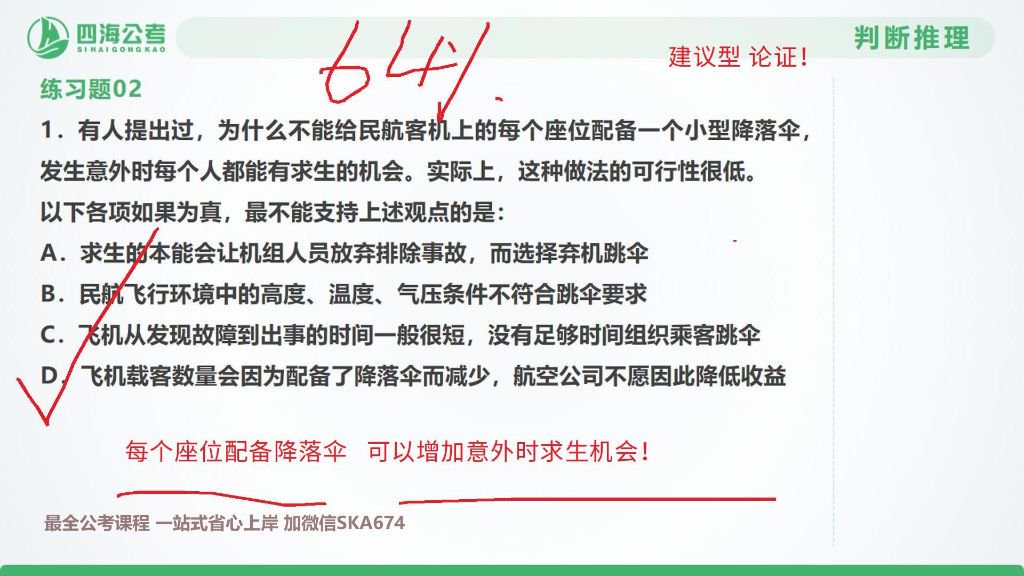 四海公考
SIHAIGONGKAO
判断推理
64%.
建议型 论证!
练习题02
1. 有人提出过，为什么不能给民航客机上的每个座位配备一个小型降落伞，
发生意外时每个人都能有求生的机会。实际上，这种做法的可行性很低。
以下各项如果为真，最不能支持上述观点的是：
A. 求生的本能会让机组人员放弃排除事故，而选择弃机跳伞
B. 民航飞行环境中的高度、温度、气压条件不符合跳伞要求
C. 飞机从发现故障到出事的时间一般很短，没有足够时间组织乘客跳伞
D. 飞机载客数量会因为配备了降落伞而减少，航空公司不愿因此降低收益
每个座位配备降落伞 可以增加意外时求生机会!
最全公考课程 一站式省心上岸 加微信SKA674